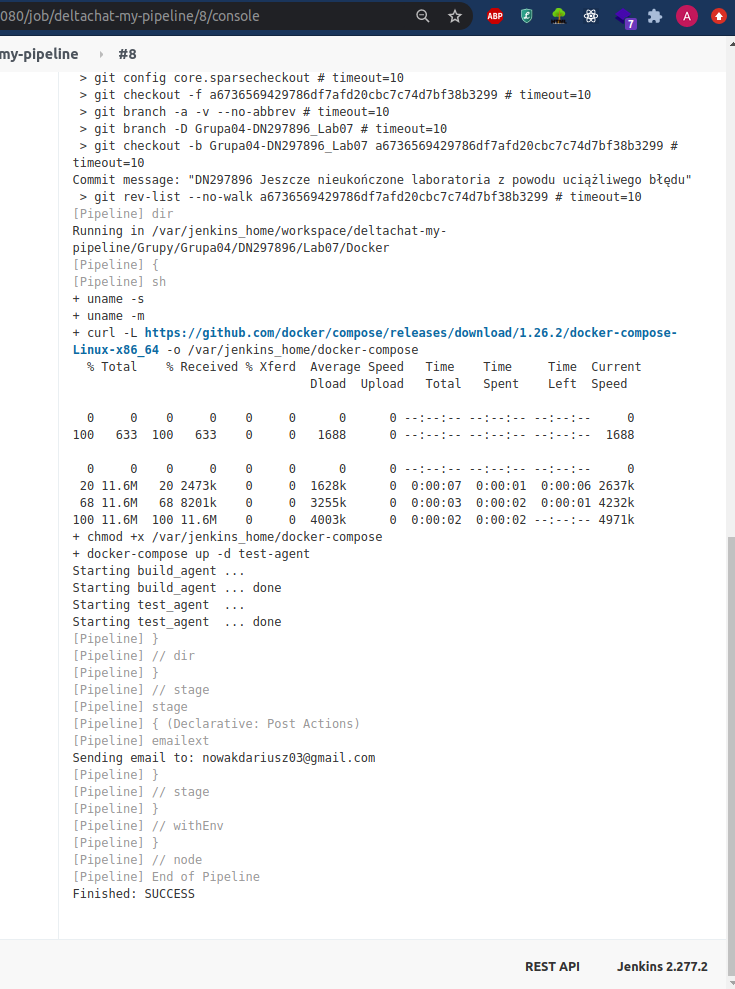 080/job/deltachat-my-pipeline/8/console
ABP
7
A
my-pipeline
#8
> git config core.sparsecheckout # timeout=10
> git checkout -f a6736569429786df7afd20cbc7c74d7bf38b3299 # timeout=10
> git branch -a -v --no-abbrev # timeout=10
> git branch -D Grupa04-DN297896_Lab07 # timeout=10
> git checkout -b Grupa04-DN297896_Lab07 a6736569429786df7afd20cbc7c74d7bf38b3299 #
timeout=10
Commit message: "DN297896 Jeszcze nieukończone laboratoria z powodu uciążliwego błędu"
> git rev-list --no-walk a6736569429786df7afd20cbc7c74d7bf38b3299 # timeout=10
[Pipeline] dir
Running in /var/jenkins_home/workspace/deltachat-my-
pipeline/Grupy/Grupa04/DN297896/Lab07/Docker
[Pipeline] {
[Pipeline] sh
+ uname -s
+ uname -m
+ curl -L https://github.com/docker/compose/releases/download/1.26.2/docker-compose-
Linux-x86_64 -o /var/jenkins_home/docker-compose
% Total    % Received % Xferd  Average Speed   Time    Time     Time  Current
Dload  Upload   Total   Spent    Left  Speed
0     0    0     0    0     0      0      0 --:--:-- --:--:-- --:--:--     0
100   633  100   633    0     0   1688      0 --:--:-- --:--:-- --:--:--  1688
0     0    0     0    0     0      0      0 --:--:-- --:--:-- --:--:--     0
20 11.6M   20 2473k    0     0  1628k      0  0:00:07  0:00:01  0:00:06 2637k
68 11.6M   68 8201k    0     0  3255k      0  0:00:03  0:00:02  0:00:01 4232k
100 11.6M  100 11.6M    0     0  4003k      0  0:00:02  0:00:02 --:--:-- 4971k
+ chmod +x /var/jenkins_home/docker-compose
+ docker-compose up -d test-agent
Starting build_agent ...
Starting build_agent ... done
Starting test_agent  ...
Starting test_agent  ... done
[Pipeline] }
[Pipeline] // dir
[Pipeline] }
[Pipeline] // stage
[Pipeline] stage
[Pipeline] { (Declarative: Post Actions)
[Pipeline] emailext
Sending email to: nowakdariusz03@gmail.com
[Pipeline] }
[Pipeline] // stage
[Pipeline] }
[Pipeline] // withEnv
[Pipeline] }
[Pipeline] // node
[Pipeline] End of Pipeline
Finished: SUCCESS
REST API
Jenkins 2.277.2